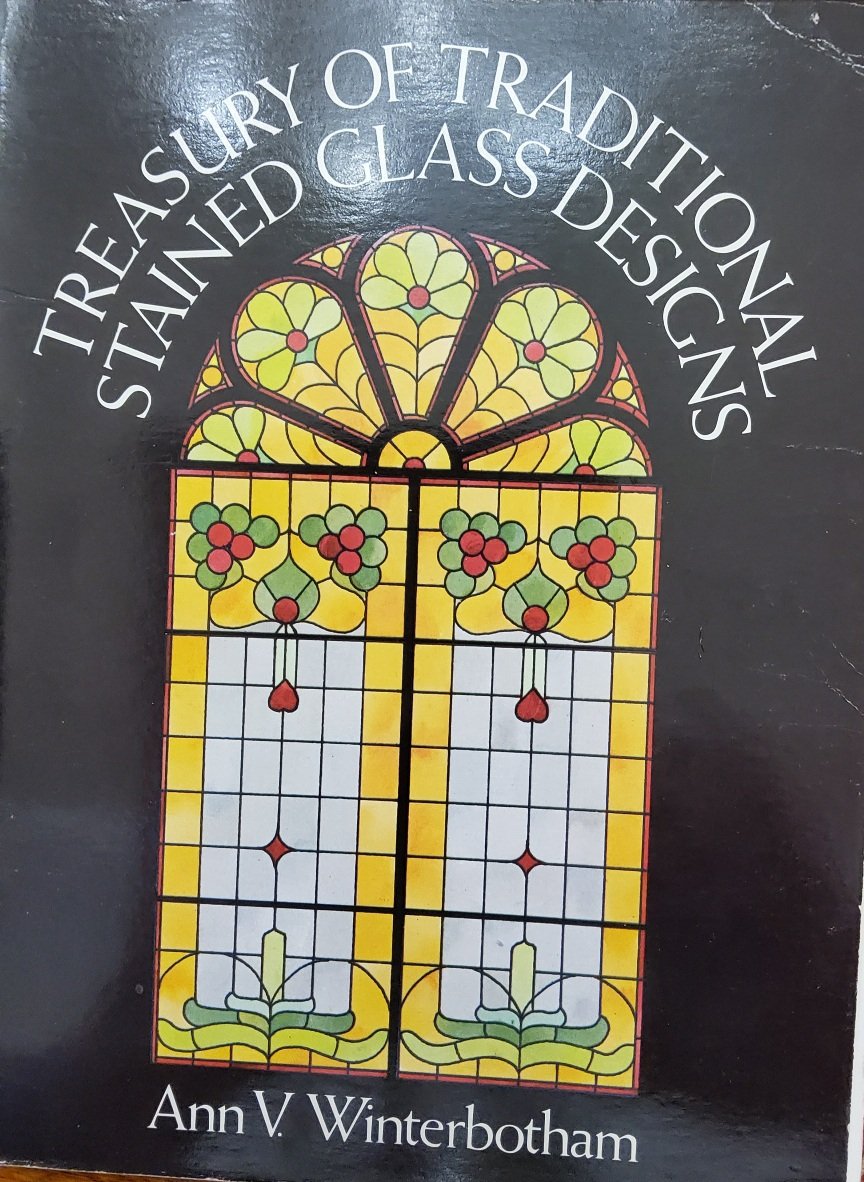 TREASURY OF TRADITIONAL
STAINED GLASS DESIGNS
Ann V. Winterbotham